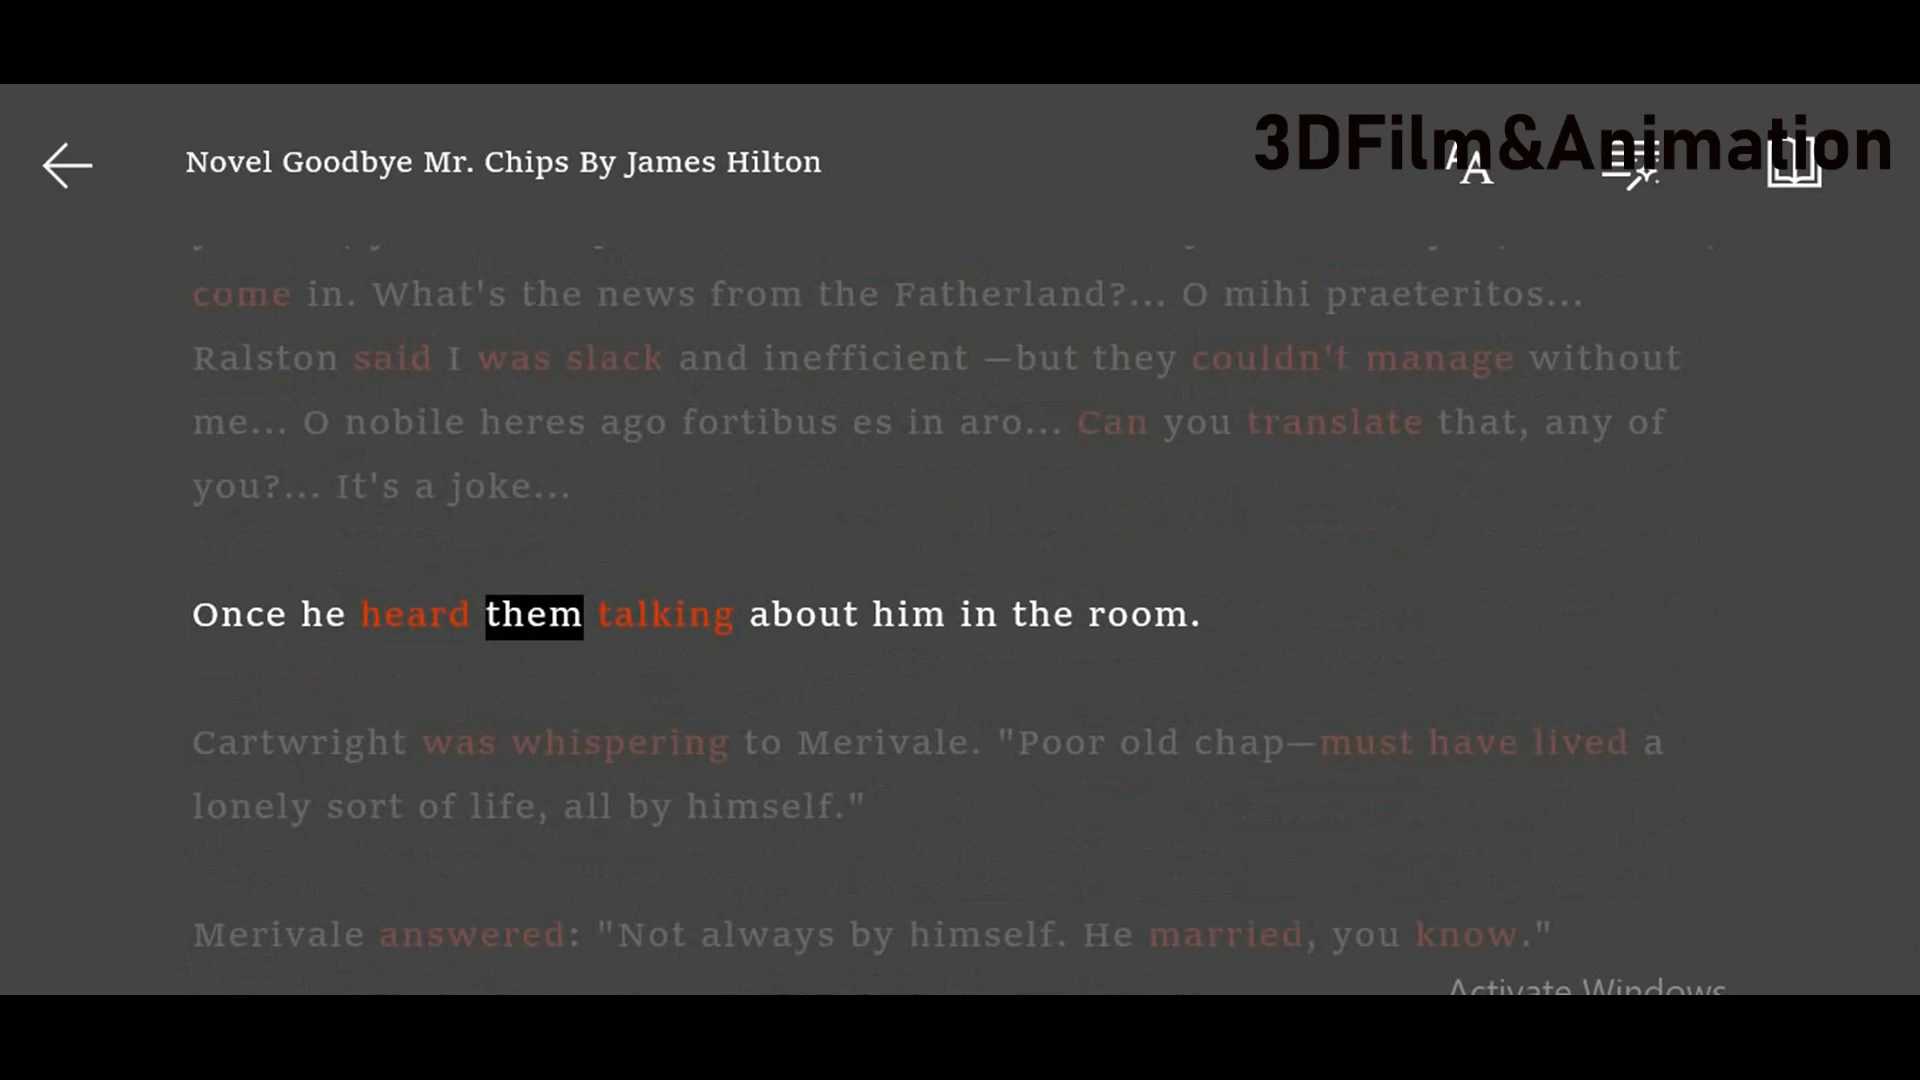 3DFilm&Animation
Novel Goodbye Mr. Chips By James Hilton
come in. What's the news from the Fatherland?... O mihi praeteritos...
Ralston said I was slack and inefficient —but they couldn't manage without
me... O nobile heres ago fortibus es in aro... Can you translate that, any of
you?... It's a joke...
Once he heard them talking about him in the room.
Cartwright was whispering to Merivale. "Poor old chap—must have lived a
lonely sort of life, all by himself."
Merivale answered: "Not always by himself. He married, you know."
Activate Windows